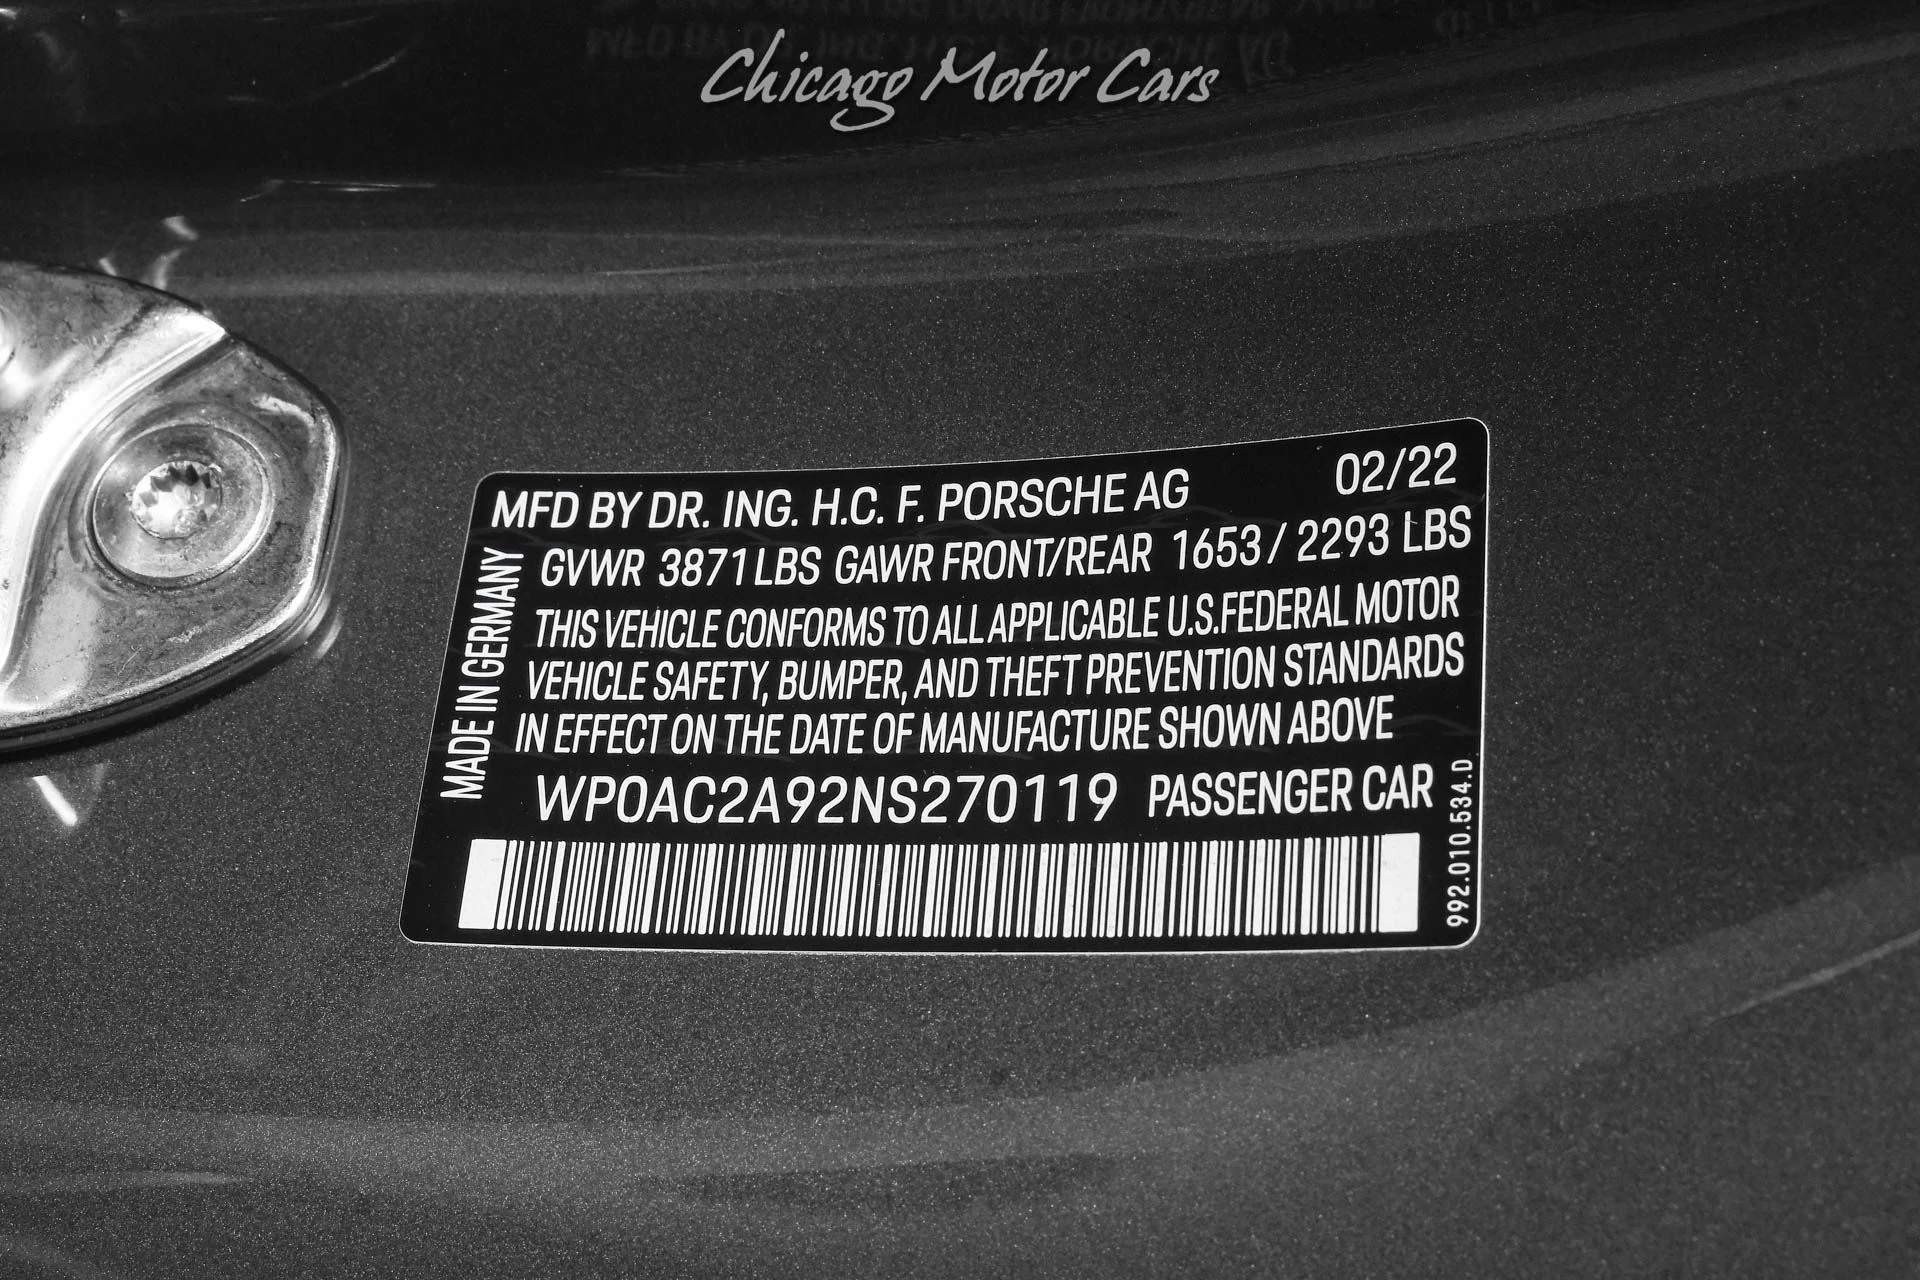 Chicago Motor Cars
MFD BY DR. ING. H.C. F. PORSCHE AG 02/22
GVWR 3871 LBS GAWR FRONT/REAR 1653 / 2293 LBS
THIS VEHICLE CONFORMS TO ALL APPLICABLE U.S.FEDERAL MOTOR
VEHICLE SAFETY, BUMPER, AND THEFT PREVENTION STANDARDS
IN EFFECT ON THE DATE OF MANUFACTURE SHOWN ABOVE
WP0AC2A92NS270119 PASSENGER CAR
MADE IN GERMANY
992.010.534.D